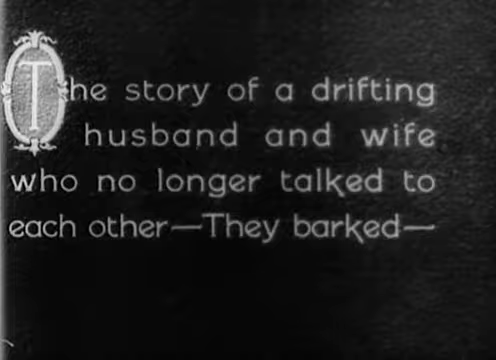 The story of a drifting
husband and wife
who no longer talked to
each other—They barked—